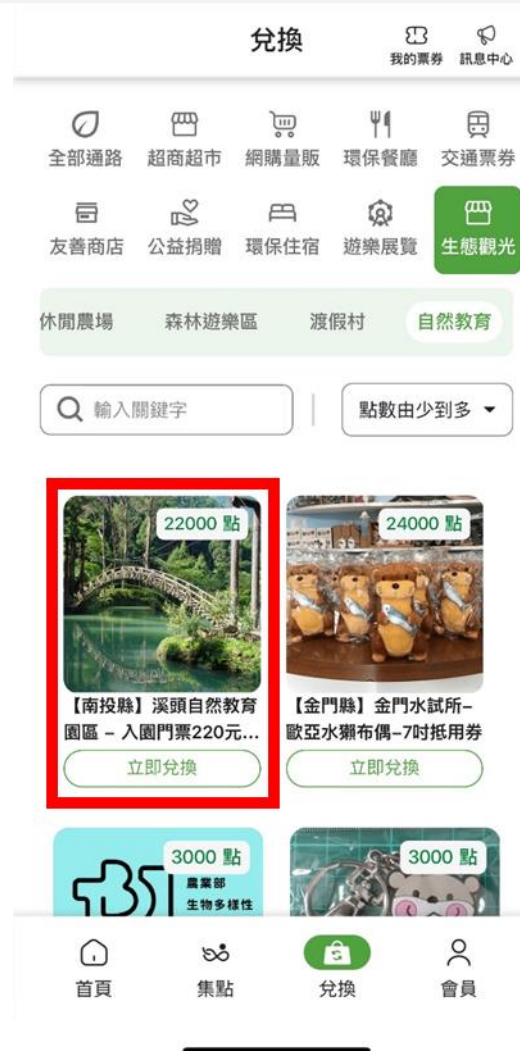 兌換
我的票券 訊息中心
全部通路 超商超市 網購量販 環保餐廳 交通票券
友善商店 公益捐贈 環保住宿 遊樂展覽 生態觀光
休閒農場 森林遊樂區 渡假村 自然教育
輸入關鍵字 點數由少到多
22000 點 24000 點
【南投縣】溪頭自然教育
園區 – 入園門票220元...
立即兌換
【金門縣】金門水試所–
歐亞水獺布偶–7吋抵用券
立即兌換
3000 點
農業部
生物多樣性
3000 點
首頁 集點 兌換 會員